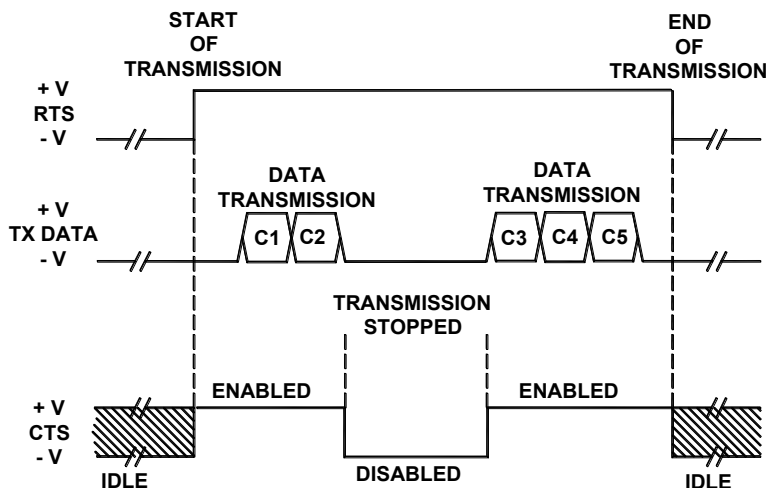 START
OF
TRANSMISSION
END
OF
TRANSMISSION
+ V
RTS
- V
DATA
TRANSMISSION
DATA
TRANSMISSION
+ V
TX DATA
- V
C1
C2
C3
C4
C5
TRANSMISSION
STOPPED
ENABLED
ENABLED
+ V
CTS
- V
DISABLED
IDLE
IDLE